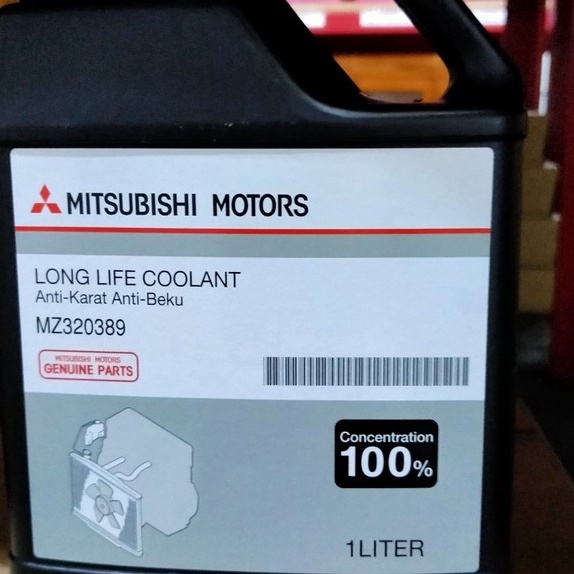 MITSUBISHI MOTORS
LONG LIFE COOLANT
Anti-Karat Anti-Beku
MZ320389
MITSUBISHI MOTORS
GENUINE PARTS
Concentration
100%
1LITER